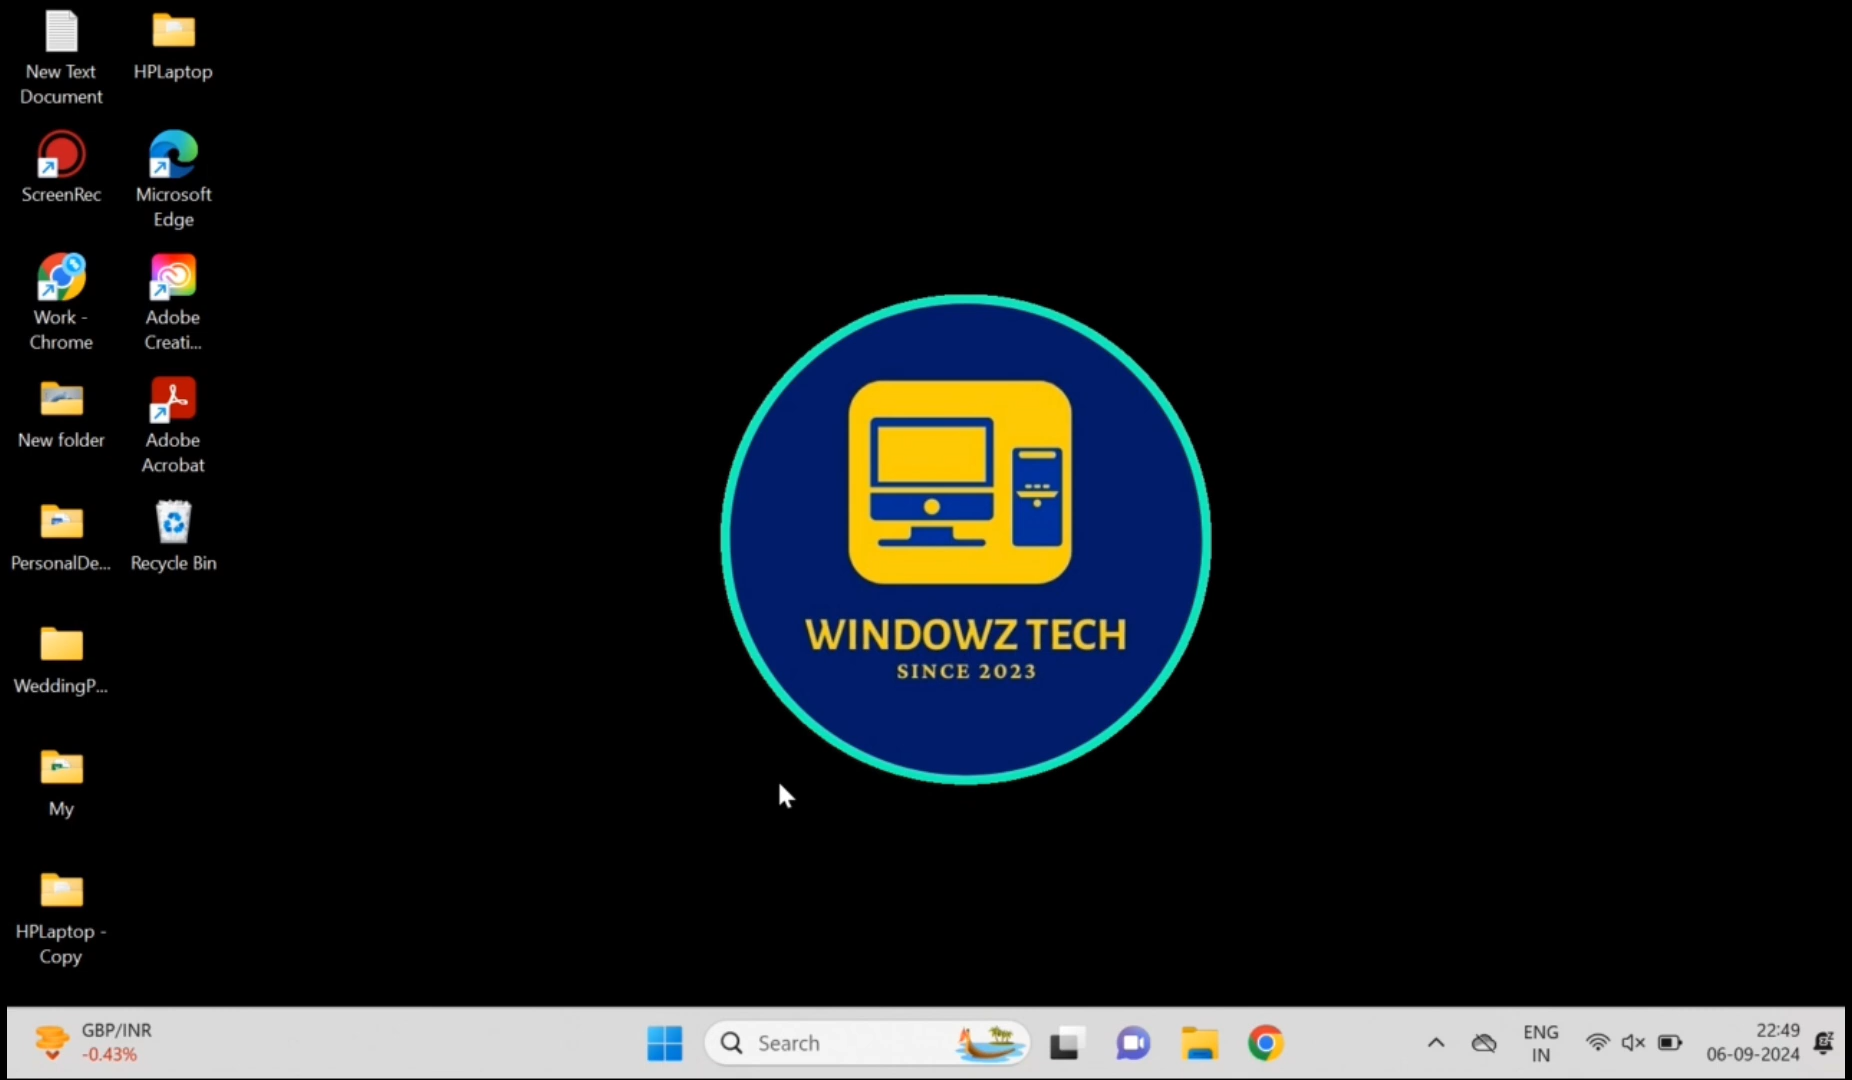 New Text
Document
HPLaptop
ScreenRec
Microsoft
Edge
Work -
Chrome
Adobe
Creati...
New folder
Adobe
Acrobat
PersonalDe...
Recycle Bin
WeddingP...
My
HPLaptop -
Copy
WINDOWZ TECH
SINCE 2023
GBP/INR
-0.43%
Search
ENG
IN
22:49
06-09-2024